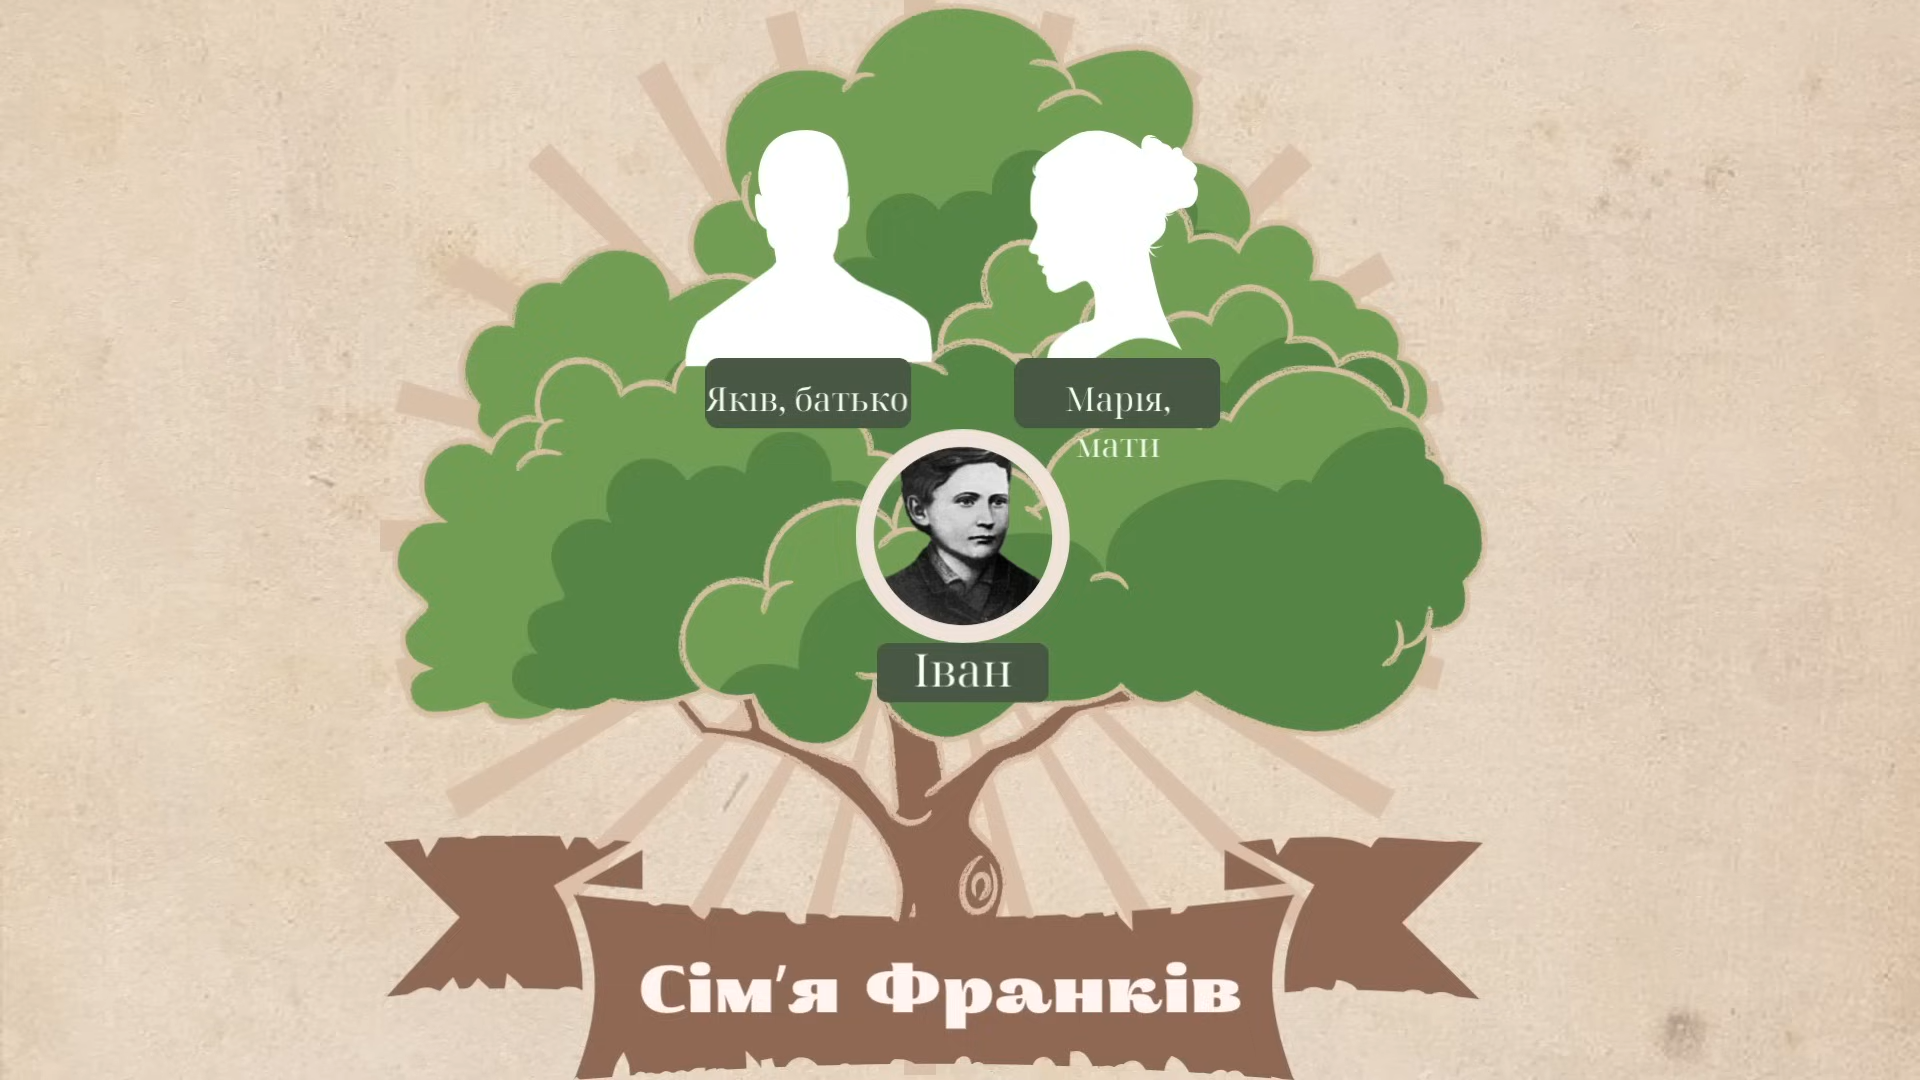 Яків, батько
Марія,
мати
Іван
Сім'я Франків